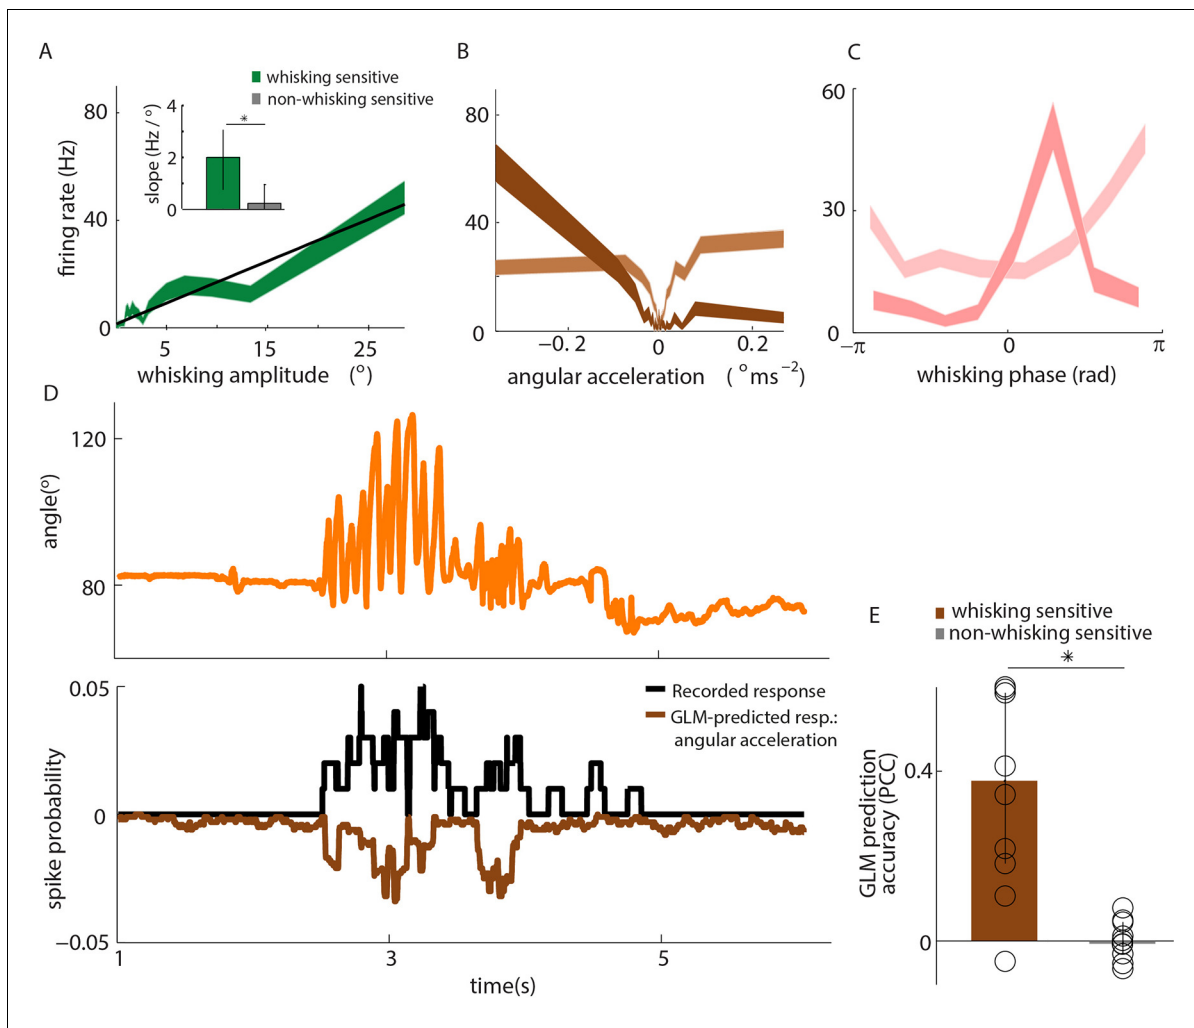 A
B
C
whisking sensitive
non-whisking sensitive
firing rate (Hz)
80
40
0
5
15
25
whisking amplitude (°)
slope (Hz / °)
4
2
0
*
80
40
0
−0.2
0
0.2
angular acceleration ( °ms−2)
60
30
0
−π
0
π
whisking phase (rad)
D
angle(°)
120
80
0.05
0
−0.05
spike probability
Recorded response
GLM-predicted resp.:
angular acceleration
1
3
5
time(s)
E
whisking sensitive
non-whisking sensitive
*
GLM prediction
accuracy (PCC)
0.4
0